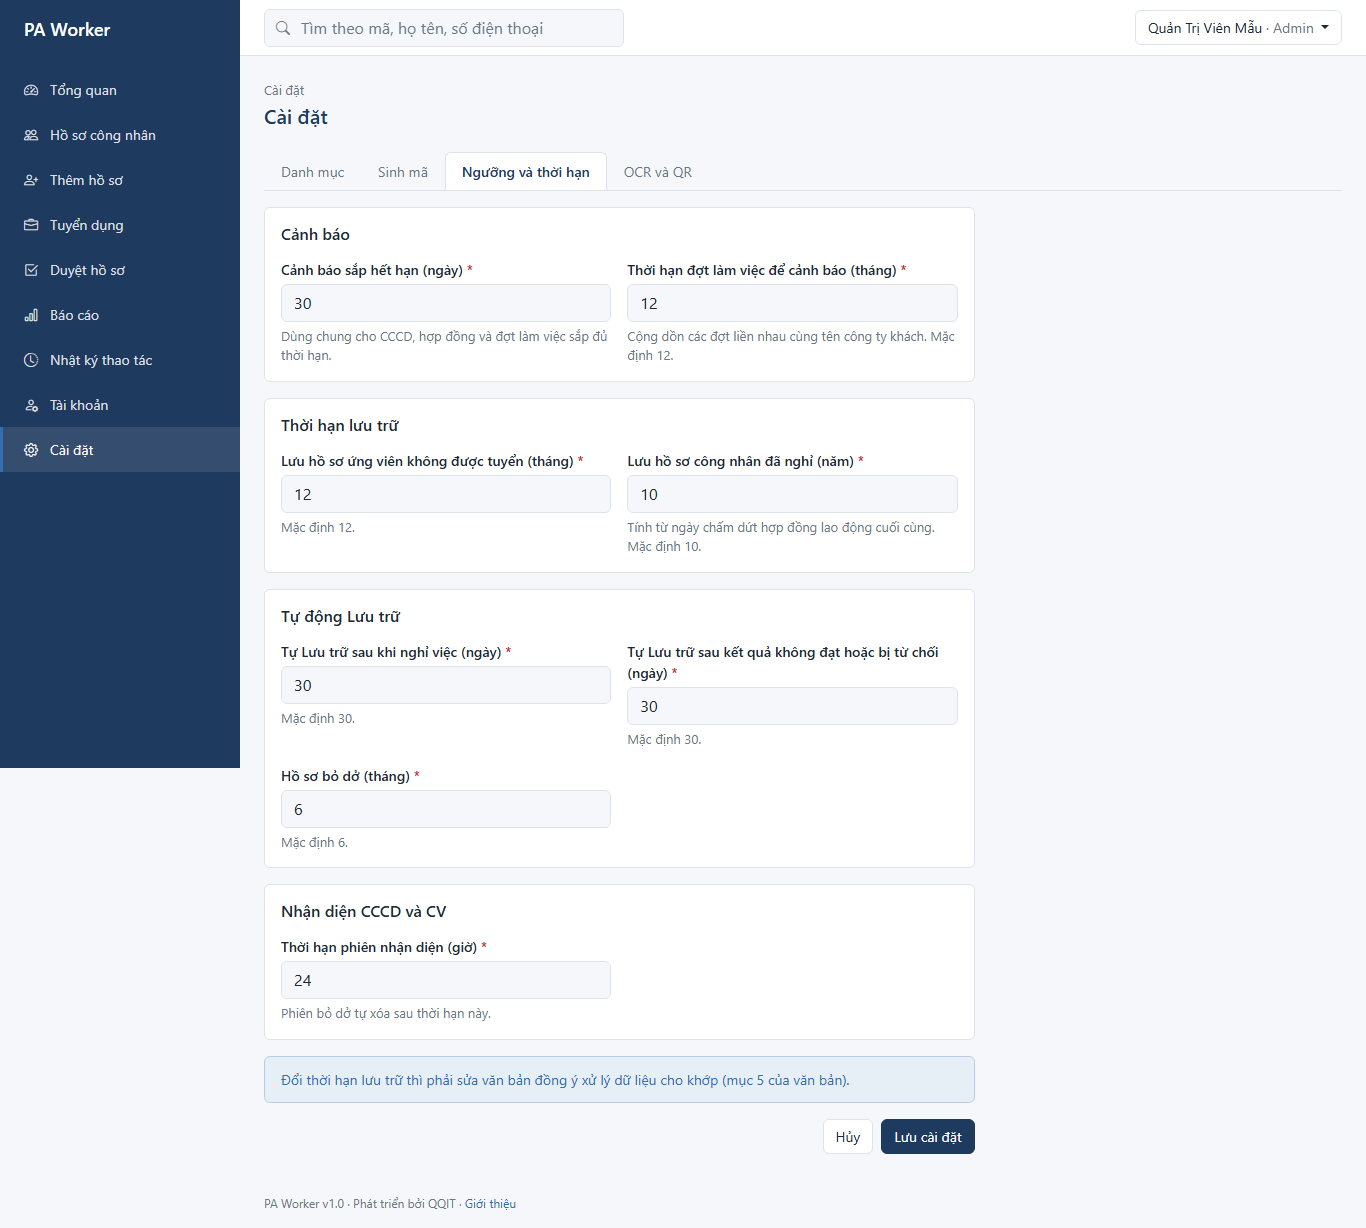 PA Worker
Tìm theo mã, họ tên, số điện thoại
Quản Trị Viên Mẫu · Admin
Tổng quan
Hồ sơ công nhân
Thêm hồ sơ
Tuyển dụng
Duyệt hồ sơ
Báo cáo
Nhật ký thao tác
Tài khoản
Cài đặt
Cài đặt
Cài đặt
Danh mục
Sinh mã
Ngưỡng và thời hạn
OCR và QR
Cảnh báo
Cảnh báo sắp hết hạn (ngày) *
30
Dùng chung cho CCCD, hợp đồng và đợt làm việc sắp đủ
thời hạn.
Thời hạn đợt làm việc để cảnh báo (tháng) *
12
Cộng dồn các đợt liền nhau cùng tên công ty khách. Mặc
định 12.
Thời hạn lưu trữ
Lưu hồ sơ ứng viên không được tuyển (tháng) *
12
Mặc định 12.
Lưu hồ sơ công nhân đã nghỉ (năm) *
10
Tính từ ngày chấm dứt hợp đồng lao động cuối cùng.
Mặc định 10.
Tự động Lưu trữ
Tự Lưu trữ sau khi nghỉ việc (ngày) *
30
Mặc định 30.
Tự Lưu trữ sau kết quả không đạt hoặc bị từ chối
(ngày) *
30
Mặc định 30.
Hồ sơ bỏ dở (tháng) *
6
Mặc định 6.
Nhận diện CCCD và CV
Thời hạn phiên nhận diện (giờ) *
24
Phiên bỏ dở tự xóa sau thời hạn này.
Đổi thời hạn lưu trữ thì phải sửa văn bản đồng ý xử lý dữ liệu cho khớp (mục 5 của văn bản).
Hủy
Lưu cài đặt
PA Worker v1.0 · Phát triển bởi QQIT · Giới thiệu